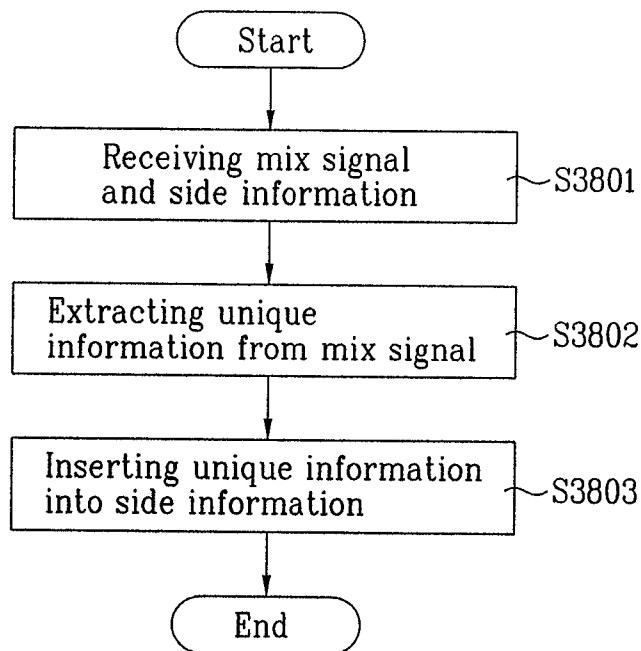 Start
Receiving mix signal
and side information
S3801
Extracting unique
information from mix signal
S3802
Inserting unique information
into side information
S3803
End